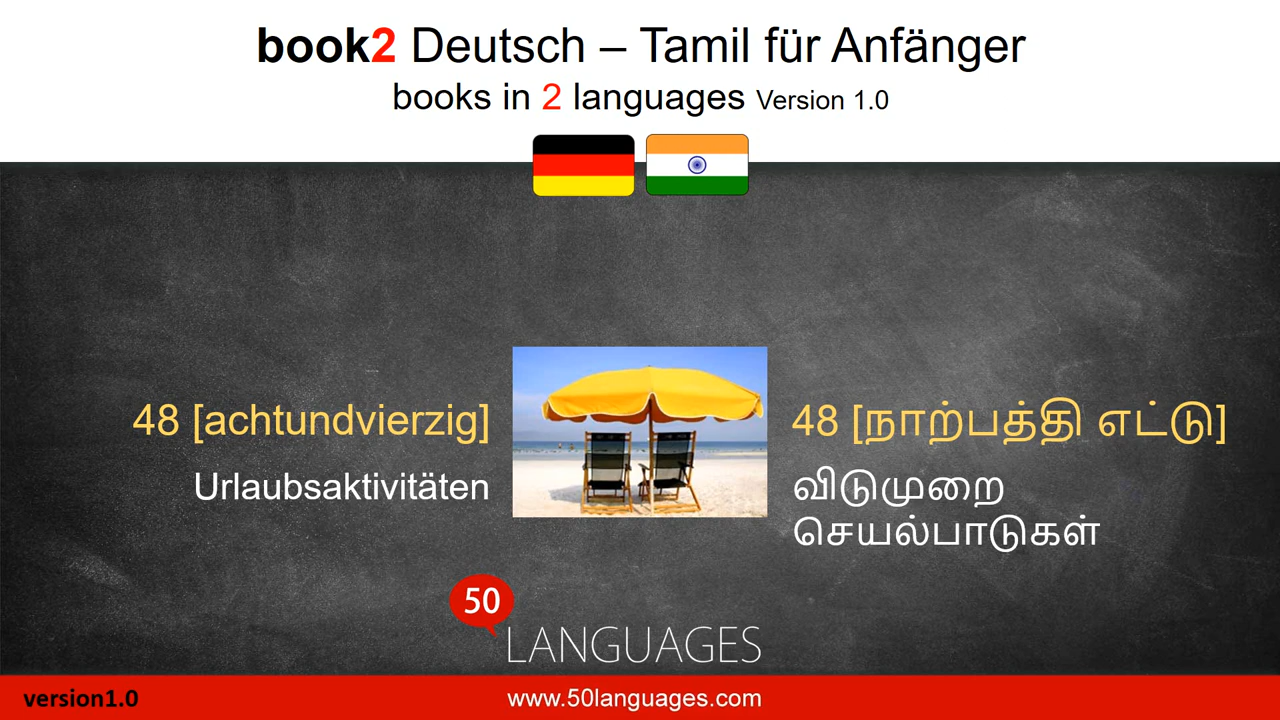 book2 Deutsch – Tamil für Anfänger
books in 2 languages Version 1.0
48 [achtundvierzig]
Urlaubsaktivitäten
48 [நாற்பத்தி எட்டு]
விடுமுறை
செயல்பாடுகள்
50
LANGUAGES
version1.0
www.50languages.com